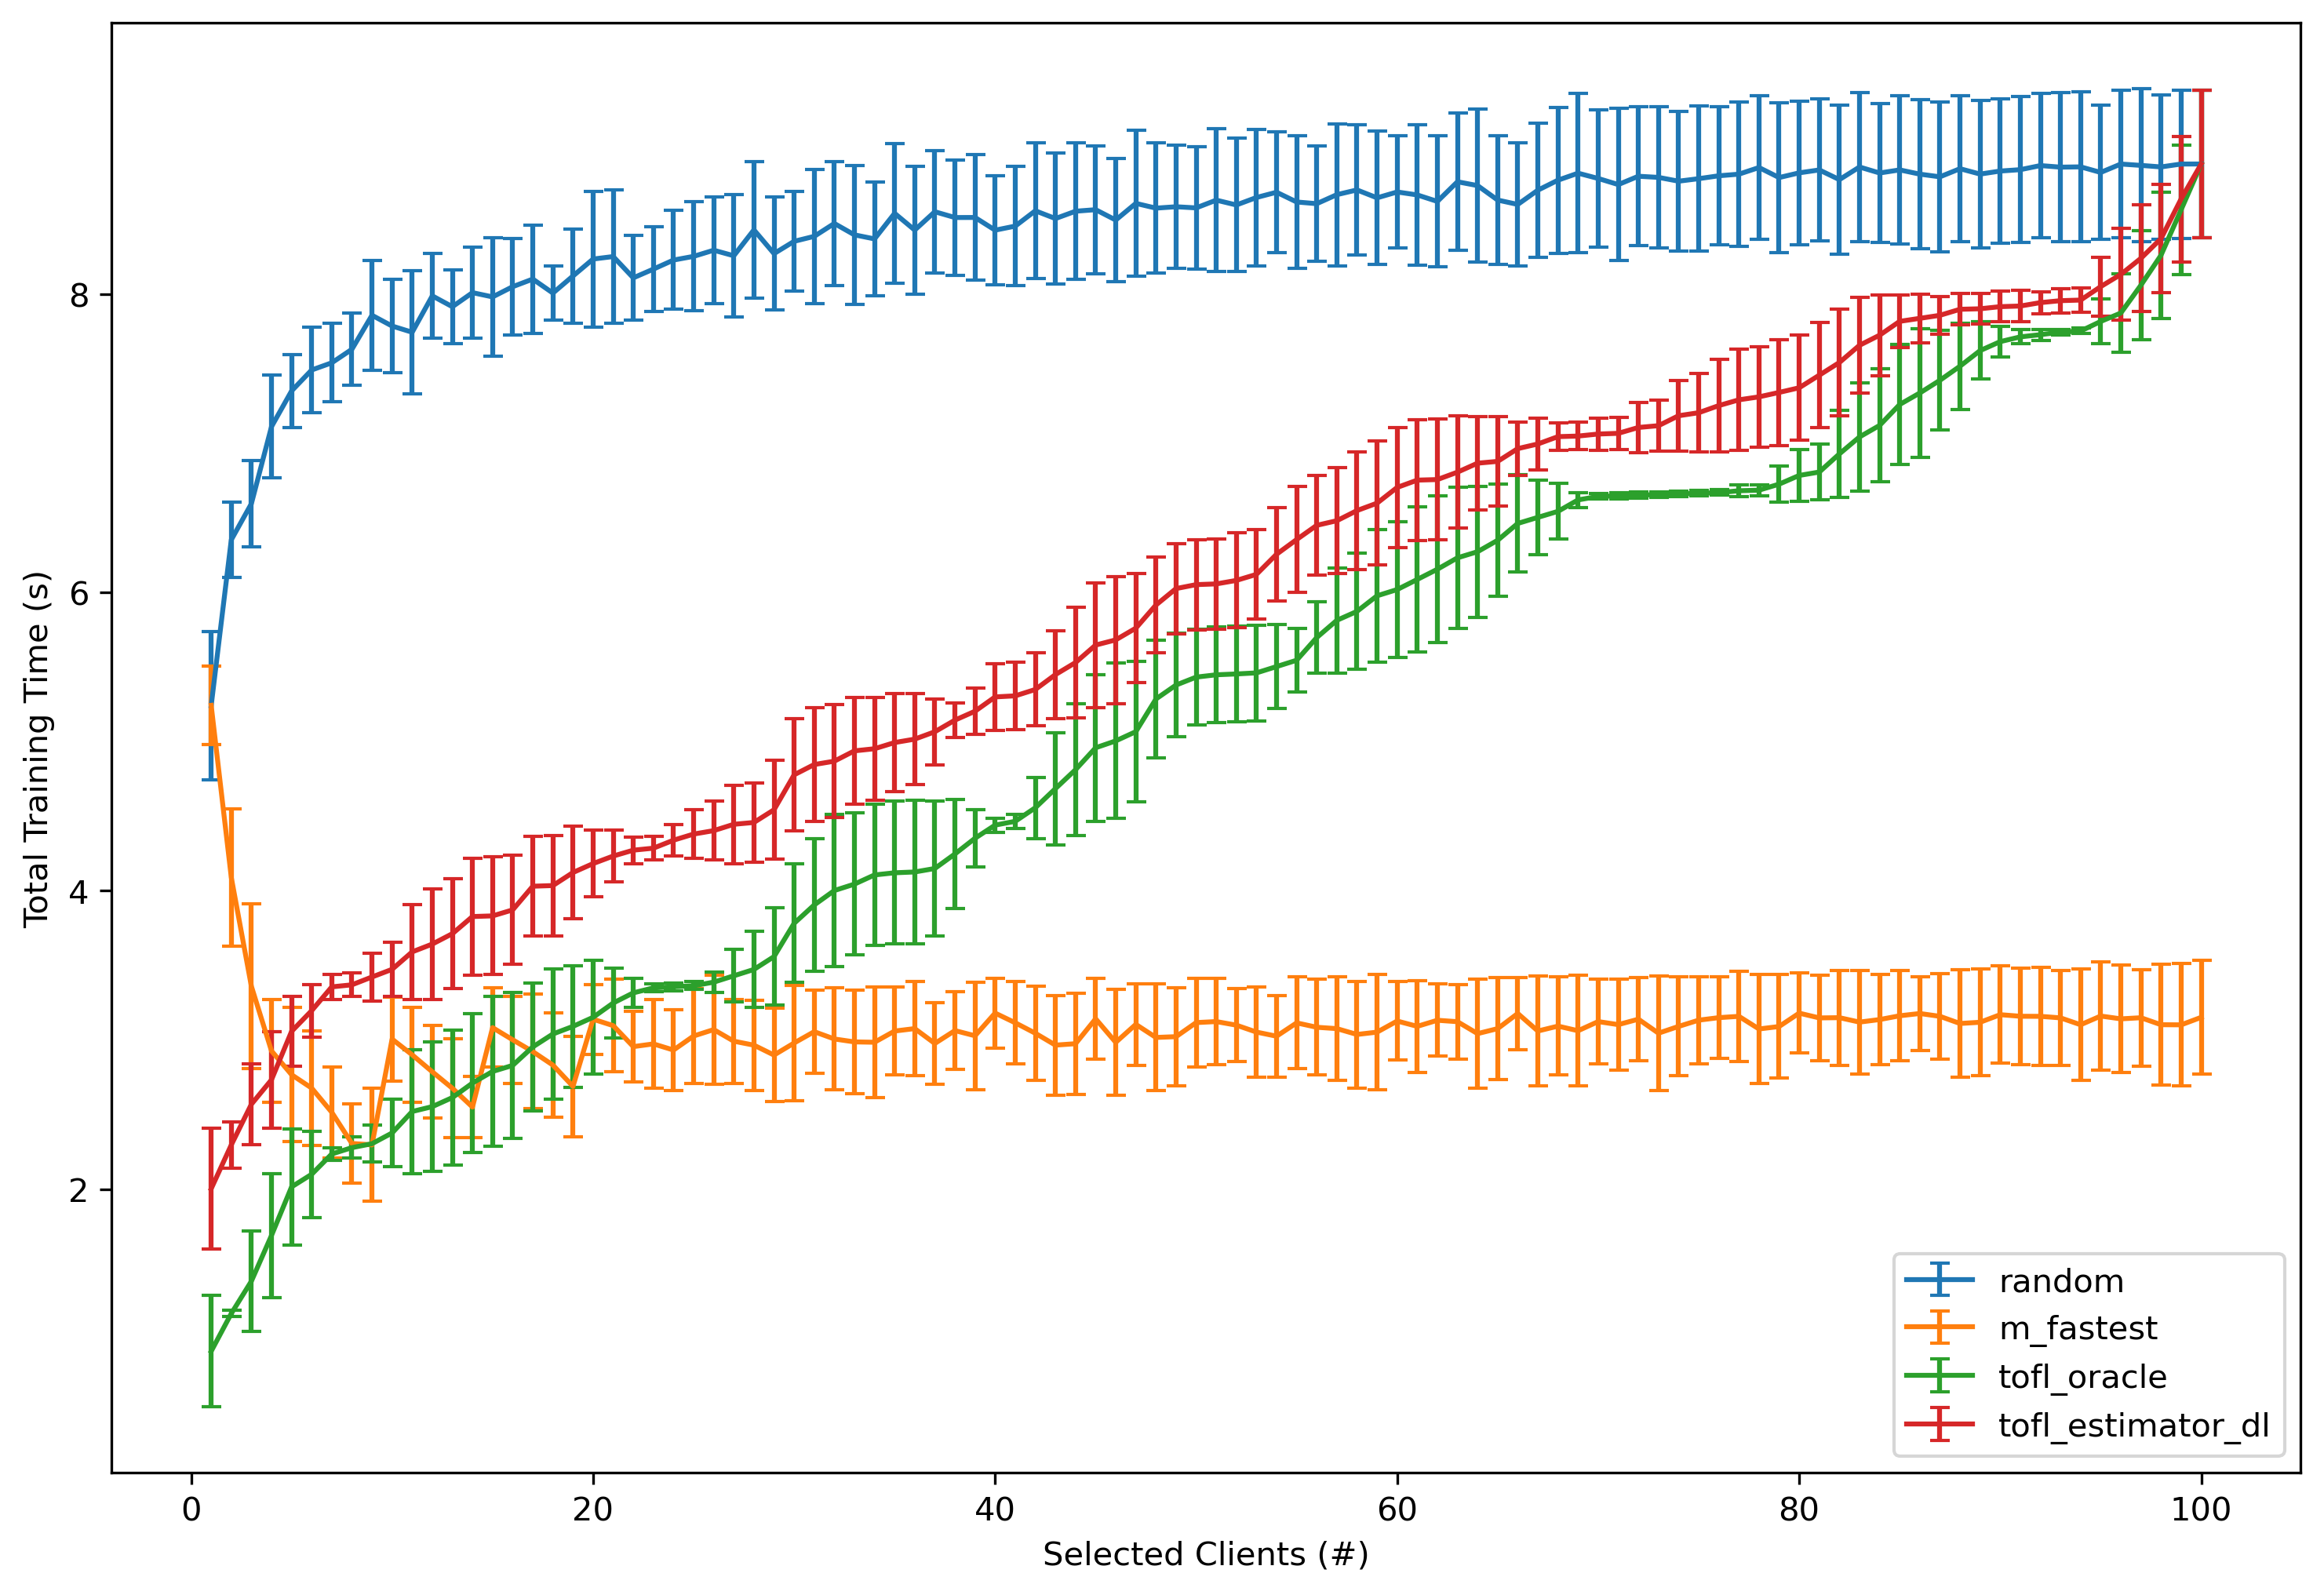 Total Training Time (s)
8
6
4
2
0
20
40
60
80
100
Selected Clients (#)
random
m_fastest
tofl_oracle
tofl_estimator_dl